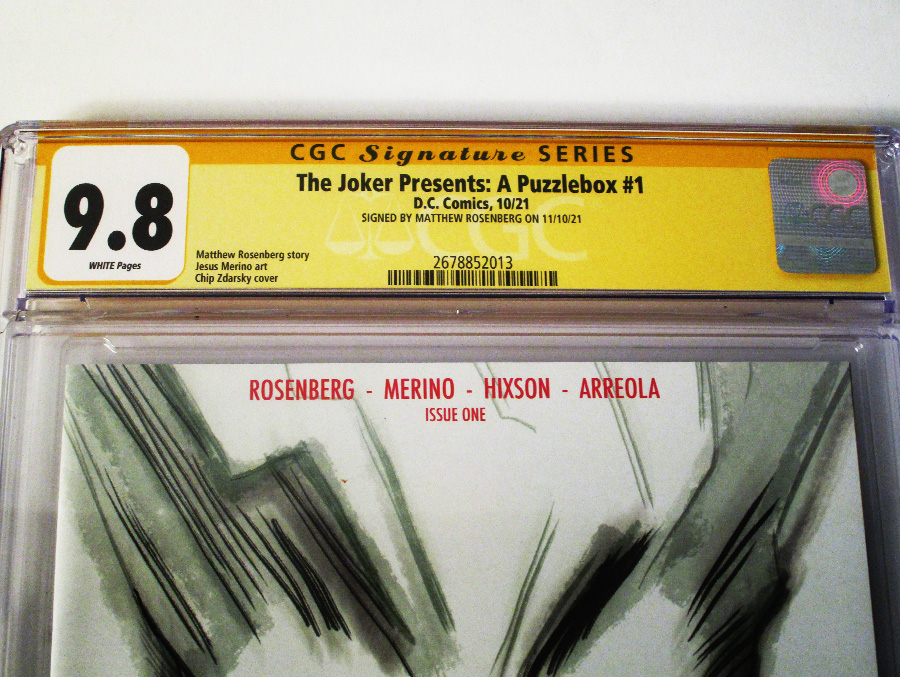 CGC Signature SERIES
The Joker Presents: A Puzzlebox #1
D.C. Comics, 10/21
SIGNED BY MATTHEW ROSENBERG ON 11/10/21
9.8
WHITE Pages
Matthew Rosenberg story
Jesus Merino art
Chip Zdarsky cover
CGC
2678852013
ROSENBERG - MERINO - HIXSON - ARREOLA
ISSUE ONE